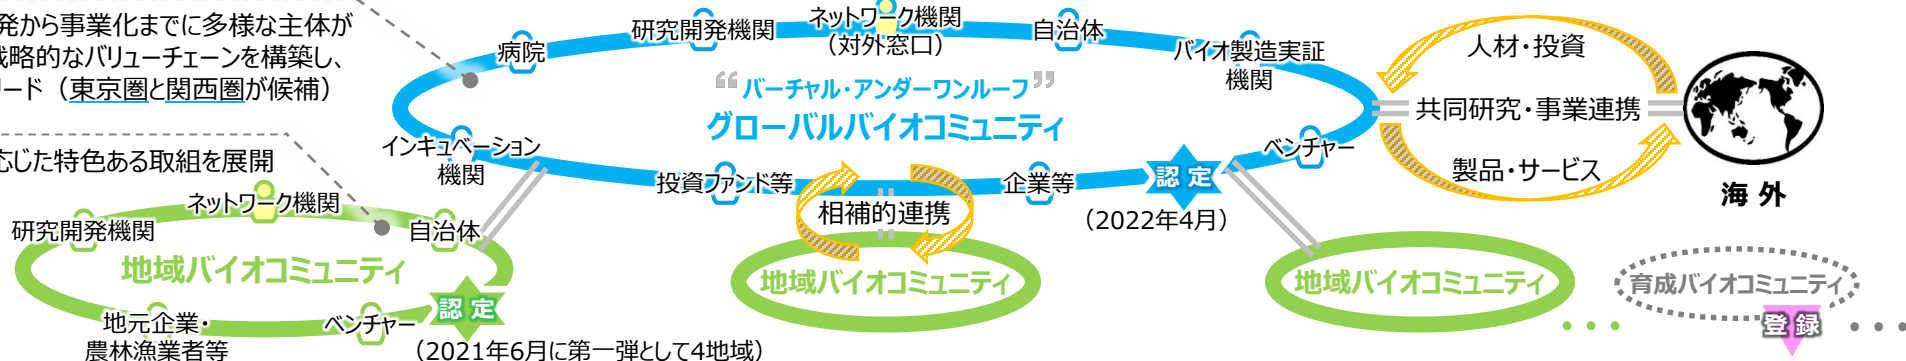 発から事業化までに多様な主体が
戦略的なバリューチェーンを構築し、
リード（東京圏と関西圏が候補）
応じた特色ある取組を展開
病院
研究開発機関
ネットワーク機関
（対外窓口）
自治体
バイオ製造実証
機関
“バーチャル・アンダーワンルーフ”
グローバルバイオコミュニティ
インキュベーション
機関
投資ファンド等
企業等
認定
（2022年4月）
ベンチャー
人材・投資
共同研究・事業連携
製品・サービス
海外
相補的連携
ネットワーク機関
研究開発機関
自治体
地域バイオコミュニティ
地元企業・
農林漁業者等
ベンチャー
認定
（2021年6月に第一弾として4地域）
地域バイオコミュニティ
地域バイオコミュニティ
育成バイオコミュニティ
登録